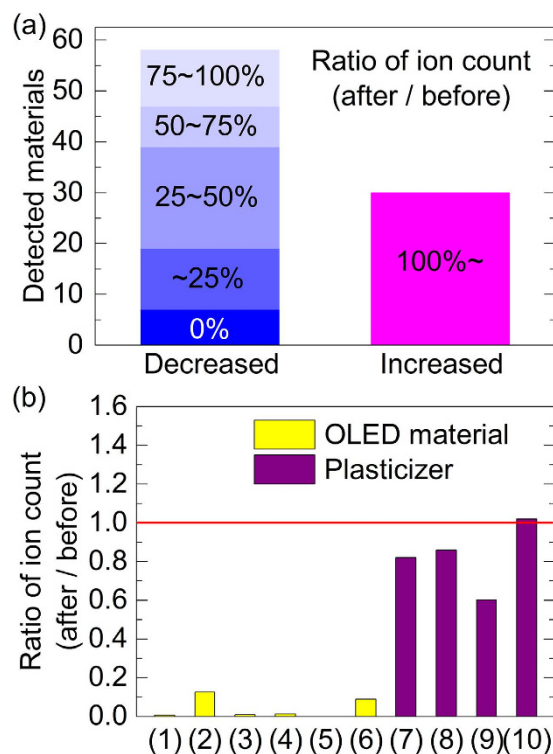 (a)
60
50
40
30
20
10
0
Detected materials
75~100%
50~75%
25~50%
~25%
0%
Ratio of ion count
(after / before)
100%~
Decreased Increased
(b)
1.6
1.4
1.2
1.0
0.8
0.6
0.4
0.2
0.0
Ratio of ion count
(after / before)
OLED material
Plasticizer
(1) (2) (3) (4) (5) (6) (7) (8) (9) (10)